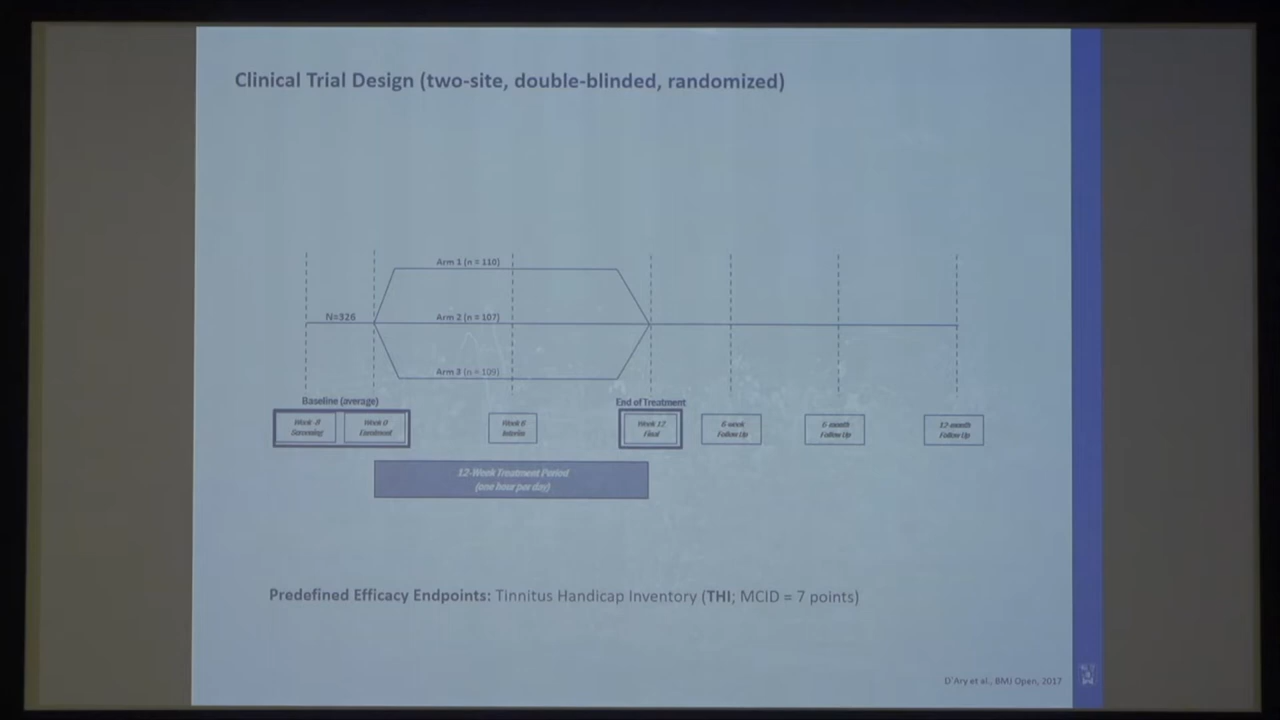 Clinical Trial Design (two-site, double-blinded, randomized)
Arm 1 (n = 110)
N=326
Arm 2 (n = 107)
Arm 3 (n = 109)
Baseline (average)
End of Treatment
Week -8
Screening
Week 0
Enrolment
Week 6
Interim
Week 12
Final
6-week
Follow Up
6-month
Follow Up
12-month
Follow Up
12-Week Treatment Period
(one hour per day)
Predefined Efficacy Endpoints: Tinnitus Handicap Inventory (THI; MCID = 7 points)
D'Ary et al., BMJ Open, 2017